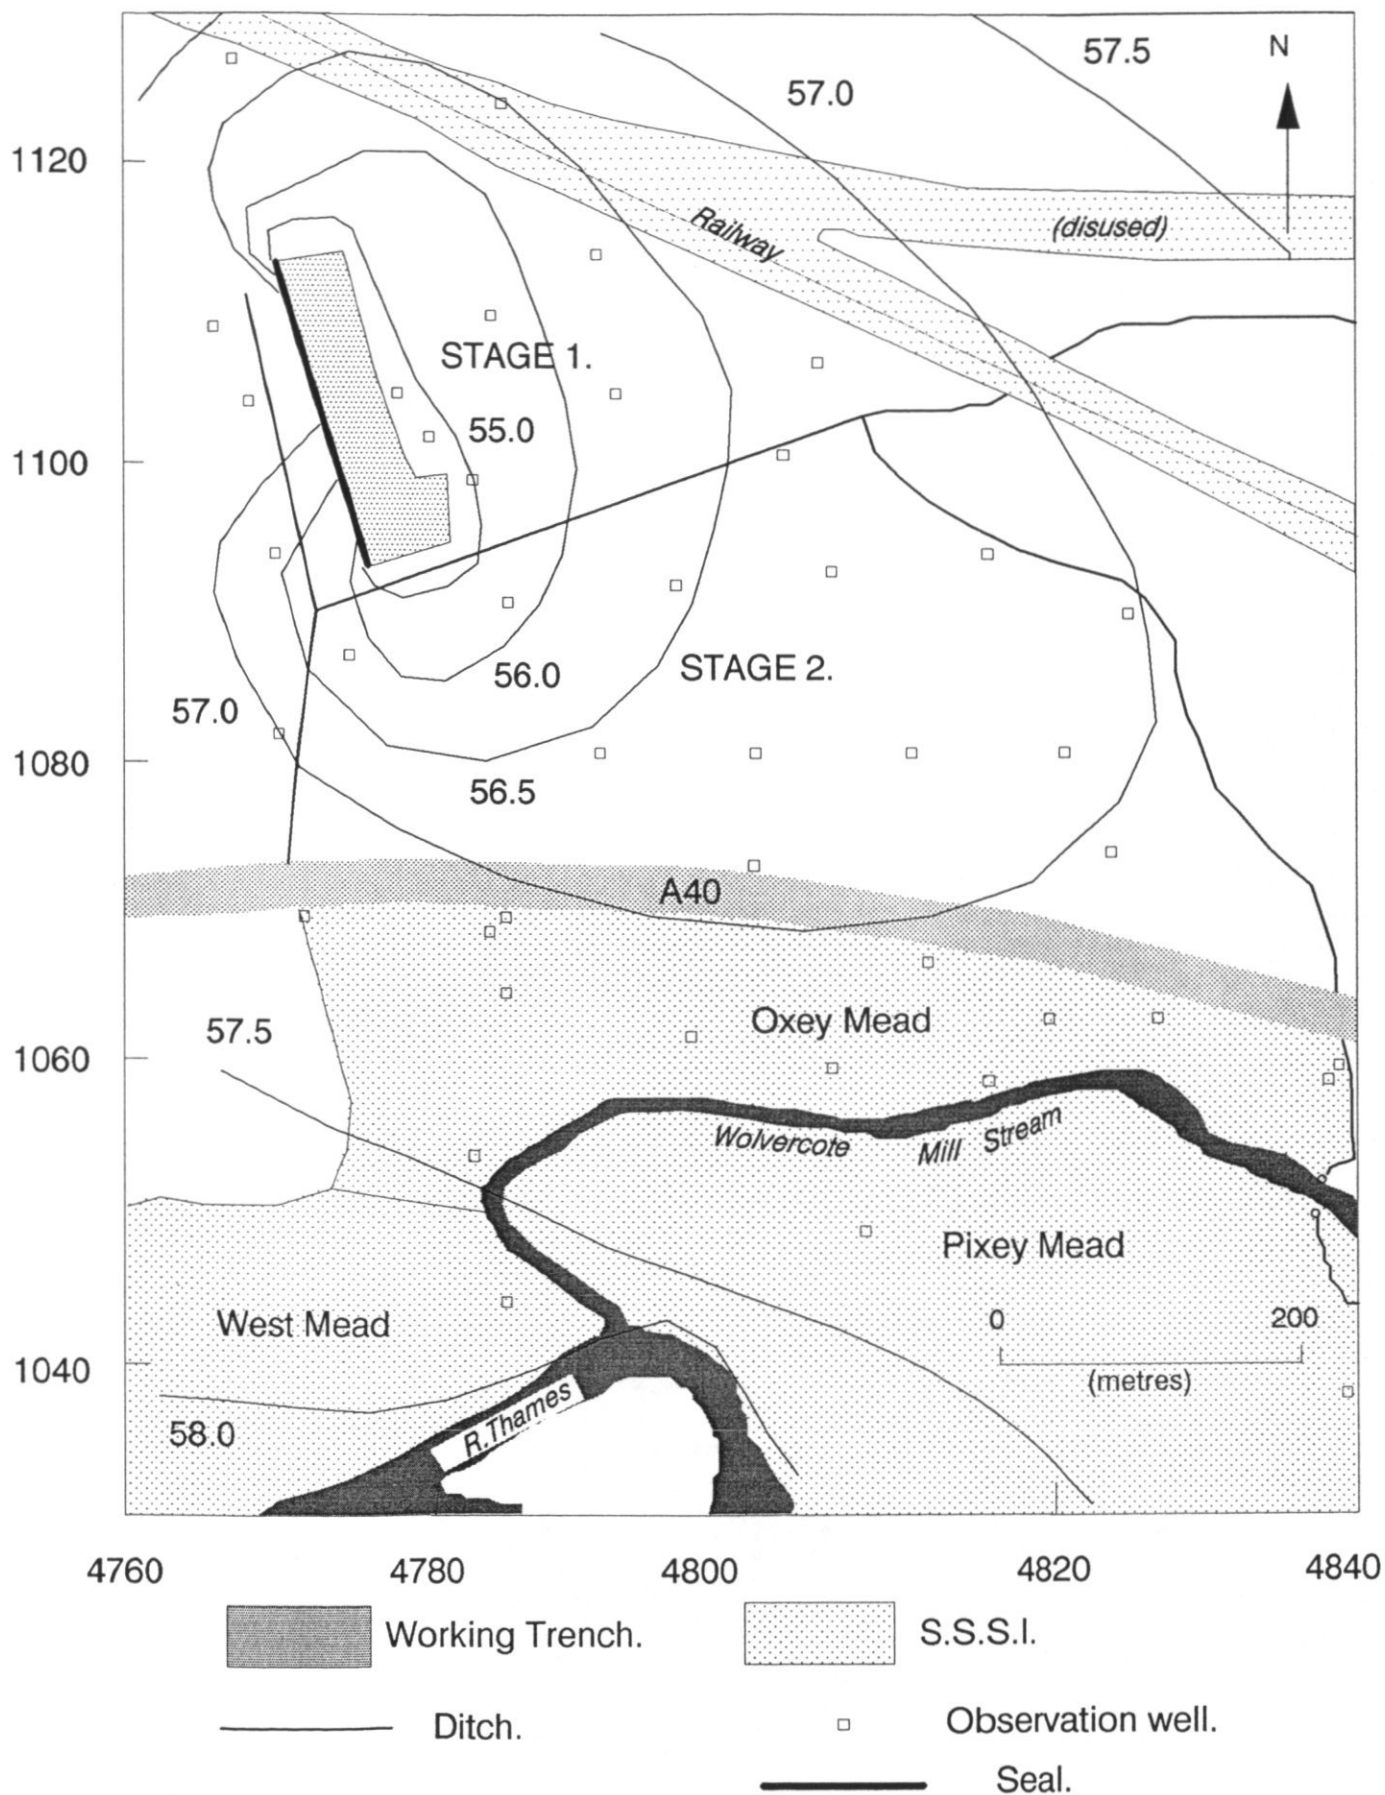 57.5
N
57.0
1120
Railway
(disused)
STAGE 1.
55.0
1100
STAGE 2.
56.0
57.0
1080
56.5
A40
Oxey Mead
57.5
1060
Wolvercote Mill Stream
Pixey Mead
West Mead
0 200
(metres)
1040
R.Thames
58.0
4760 4780 4800 4820 4840
Working Trench. S.S.S.I.
Ditch. Observation well.
Seal.